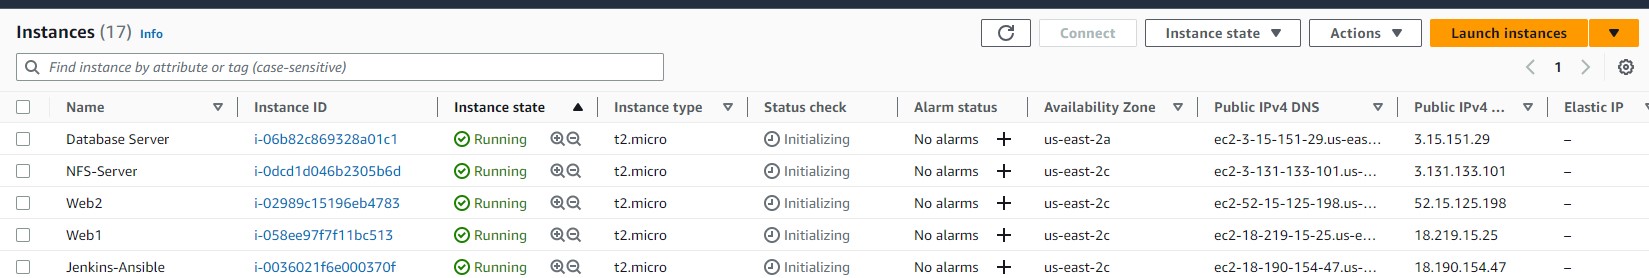 Instances (17) Info Connect Instance state Actions Launch instances
Find instance by attribute or tag (case-sensitive) 1
Name Instance ID Instance state Instance type Status check Alarm status Availability Zone Public IPv4 DNS Public IPv4 ... Elastic IP
Database Server i-06b82c869328a01c1 Running t2.micro Initializing No alarms us-east-2a ec2-3-15-151-29.us-eas... 3.15.151.29 –
NFS-Server i-0dcd1d046b2305b6d Running t2.micro Initializing No alarms us-east-2c ec2-3-131-133-101.us-... 3.131.133.101 –
Web2 i-02989c15196eb4783 Running t2.micro Initializing No alarms us-east-2c ec2-52-15-125-198.us-... 52.15.125.198 –
Web1 i-058ee97f7f11bc513 Running t2.micro Initializing No alarms us-east-2c ec2-18-219-15-25.us-e... 18.219.15.25 –
Jenkins-Ansible i-0036021f6e000370f Running t2.micro Initializing No alarms us-east-2c ec2-18-190-154-47.us-... 18.190.154.47 –